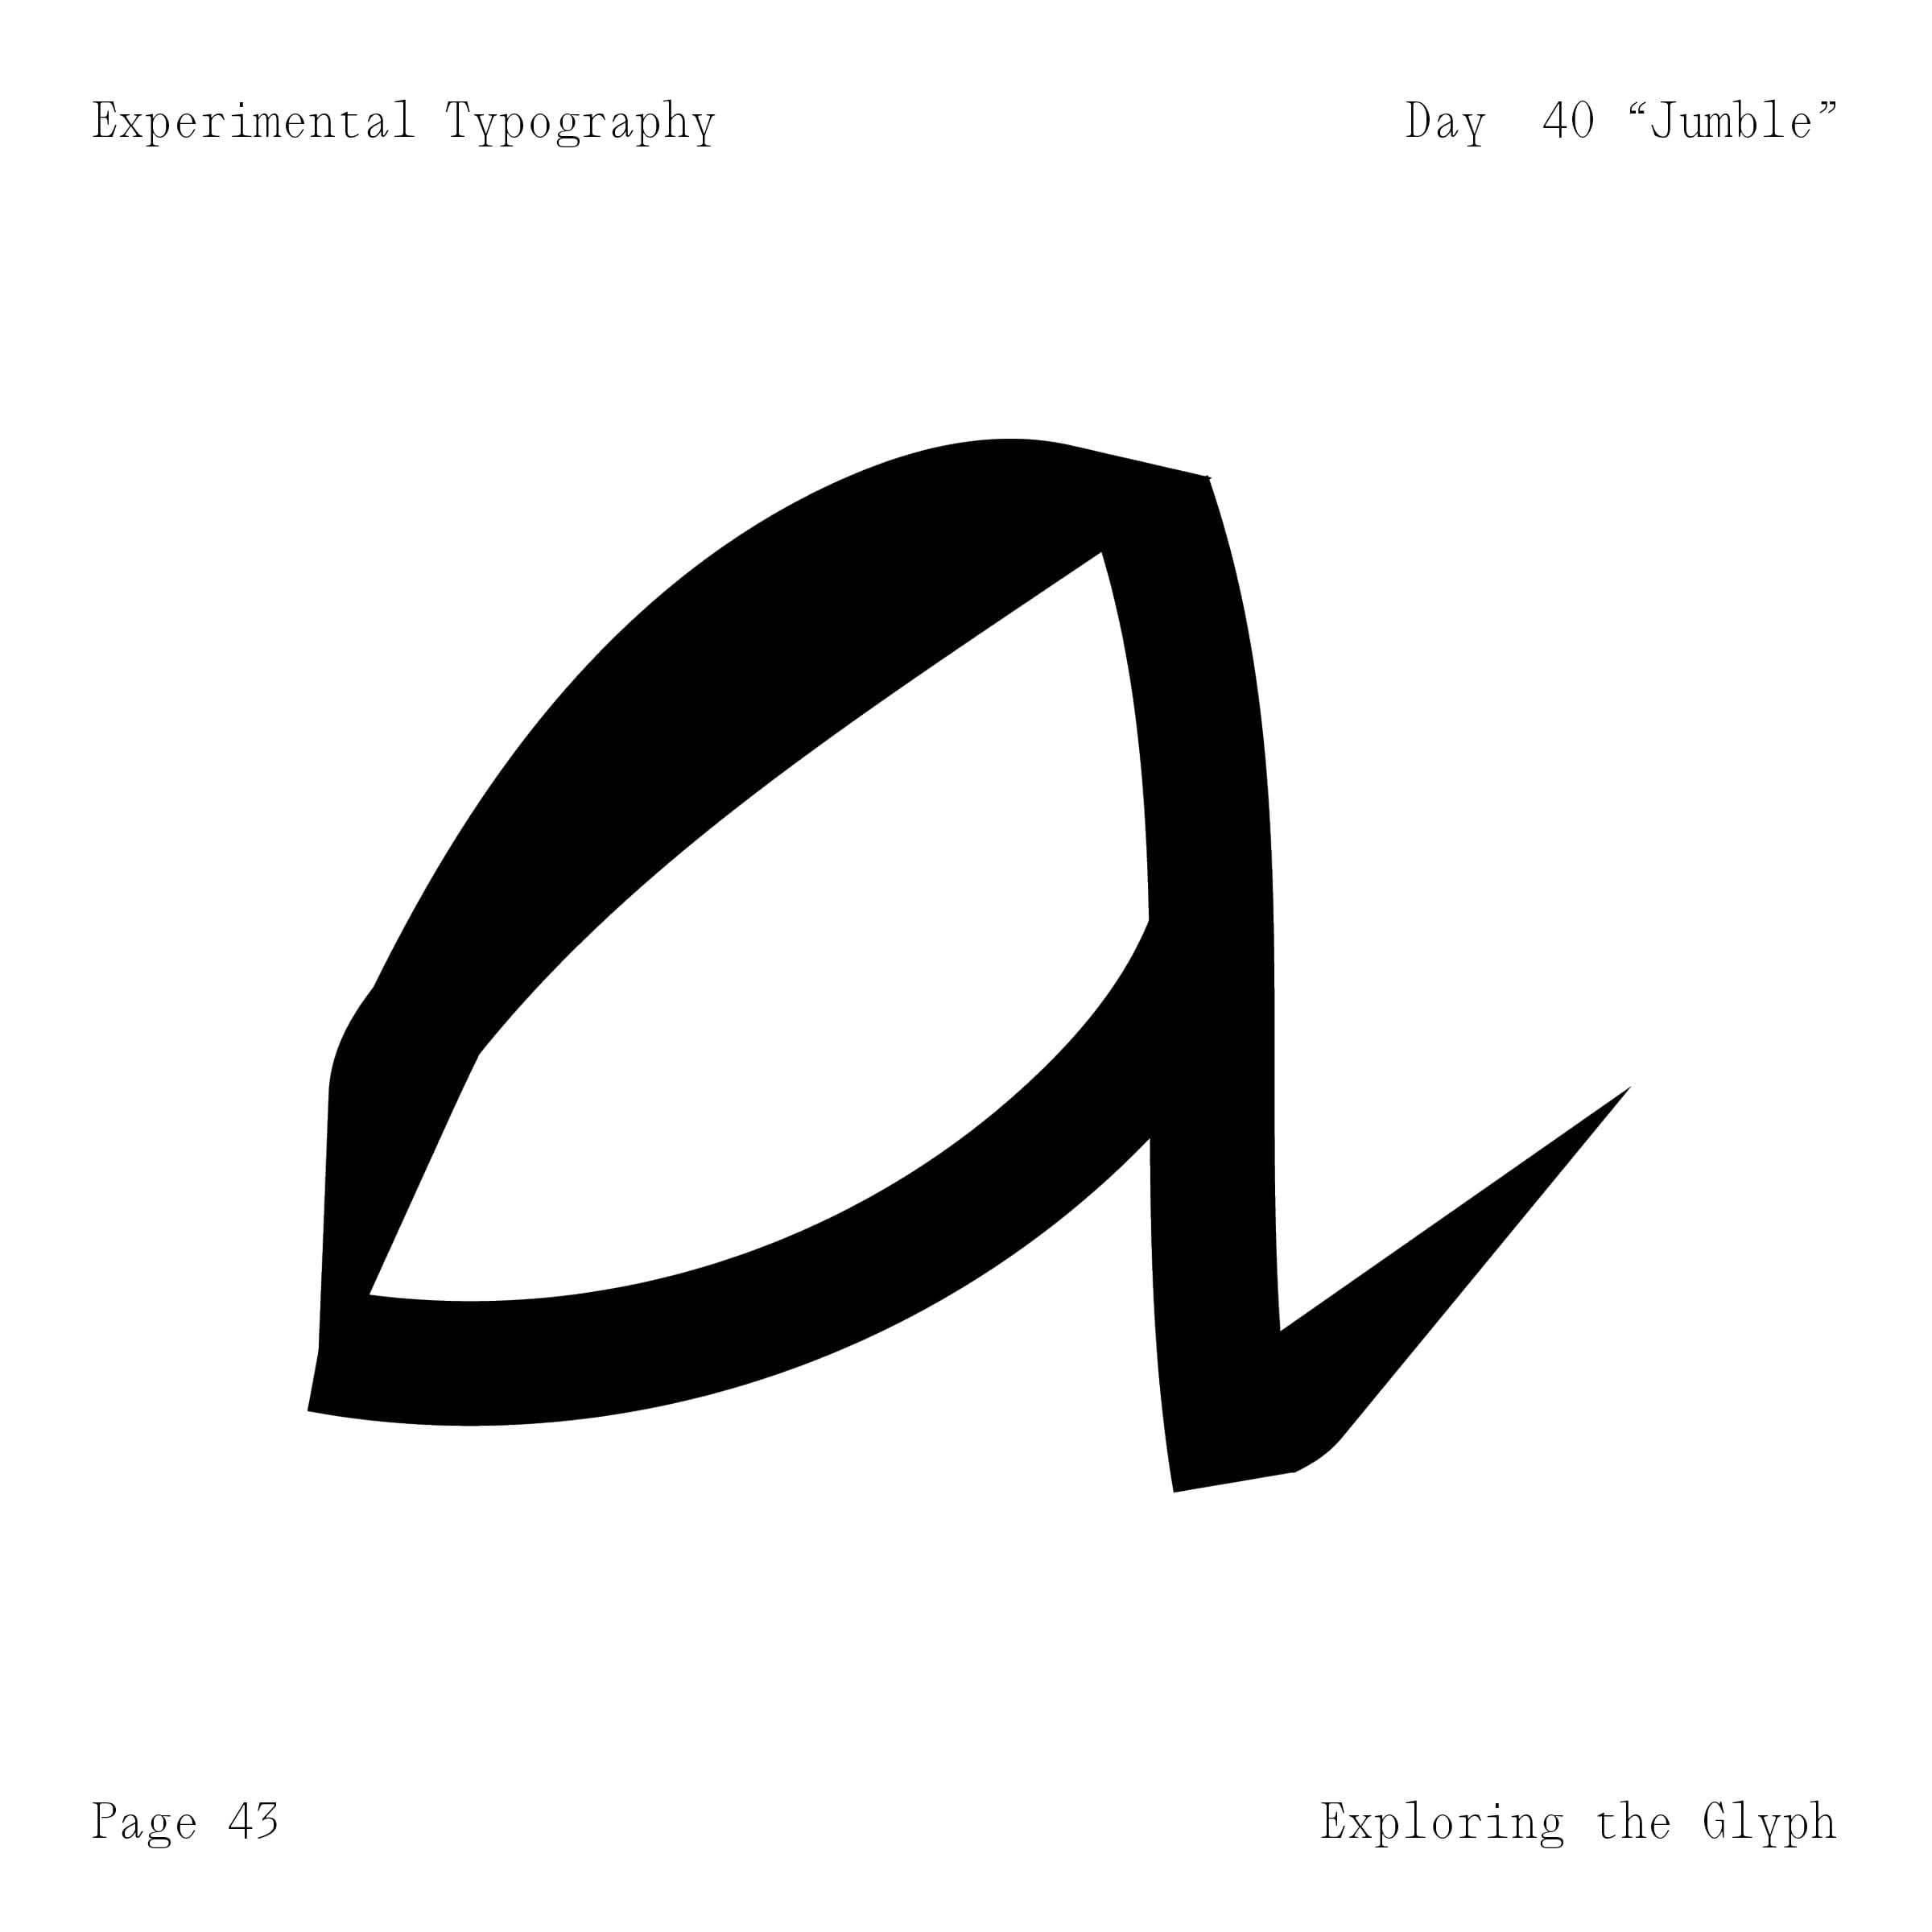 Experimental Typography
Day 40 “Jumble”
a
Page 43
Exploring the Glyph